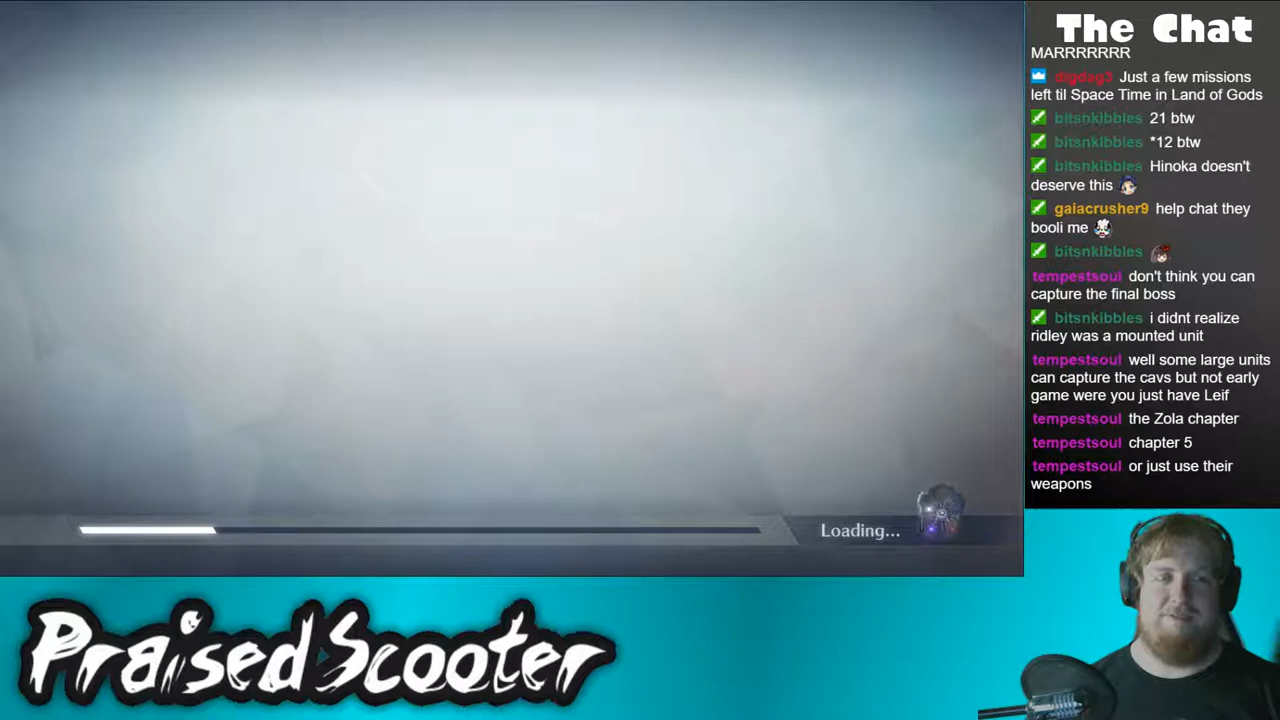 The Chat
MARRRRRRR
digdag3 Just a few missions
left til Space Time in Land of Gods
bitsnkibbles 21 btw
bitsnkibbles *12 btw
bitsnkibbles Hinoka doesn't
deserve this
gaiacrusher9 help chat they
booli me
bitsnkibbles
tempestsoul don't think you can
capture the final boss
bitsnkibbles i didnt realize
ridley was a mounted unit
tempestsoul well some large units
can capture the cavs but not early
game were you just have Leif
tempestsoul the Zola chapter
tempestsoul chapter 5
tempestsoul or just use their
weapons
Loading...
PraisedScooter